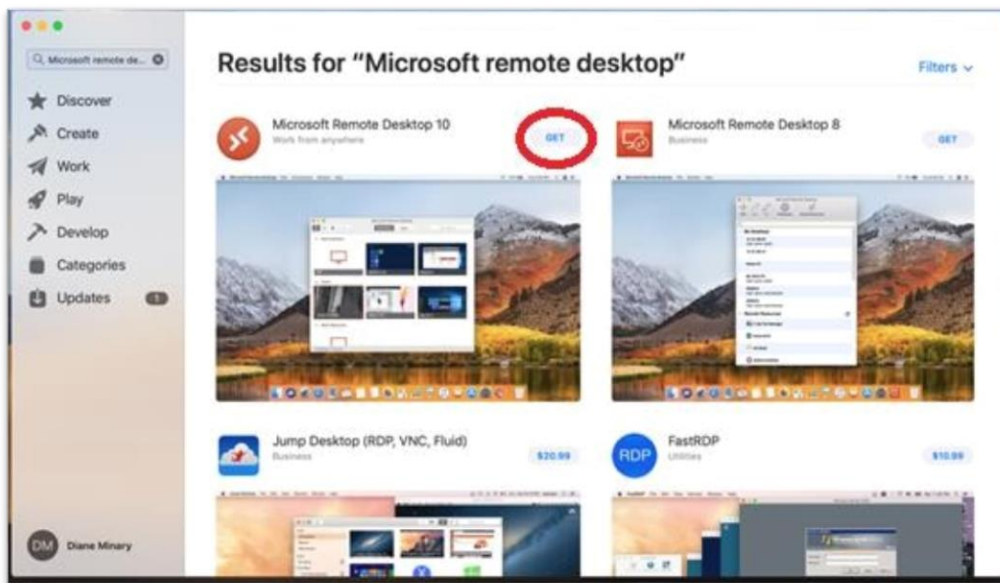 Microsoft remote de...
Discover
Create
Work
Play
Develop
Categories
Updates
1
DM
Diane Minary
Results for “Microsoft remote desktop”
Filters
Microsoft Remote Desktop 10
Work from anywhere
GET
Microsoft Remote Desktop 8
Business
GET
Jump Desktop (RDP, VNC, Fluid)
Business
$20.99
RDP
FastRDP
Utilities
$10.99